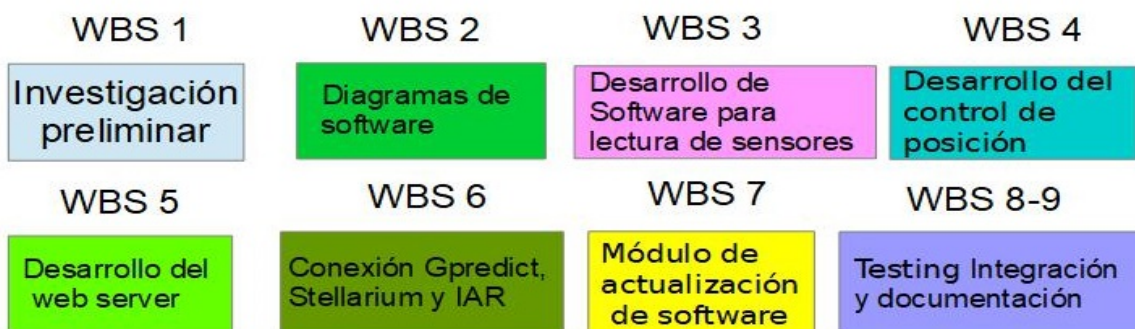 WBS 1
Investigación
preliminar
WBS 2
Diagramas de
software
WBS 3
Desarrollo de
Software para
lectura de sensores
WBS 4
Desarrollo del
control de
posición
WBS 5
Desarrollo del
web server
WBS 6
Conexión Gpredict,
Stellarium y IAR
WBS 7
Módulo de
actualización
de software
WBS 8-9
Testing Integración
y documentación